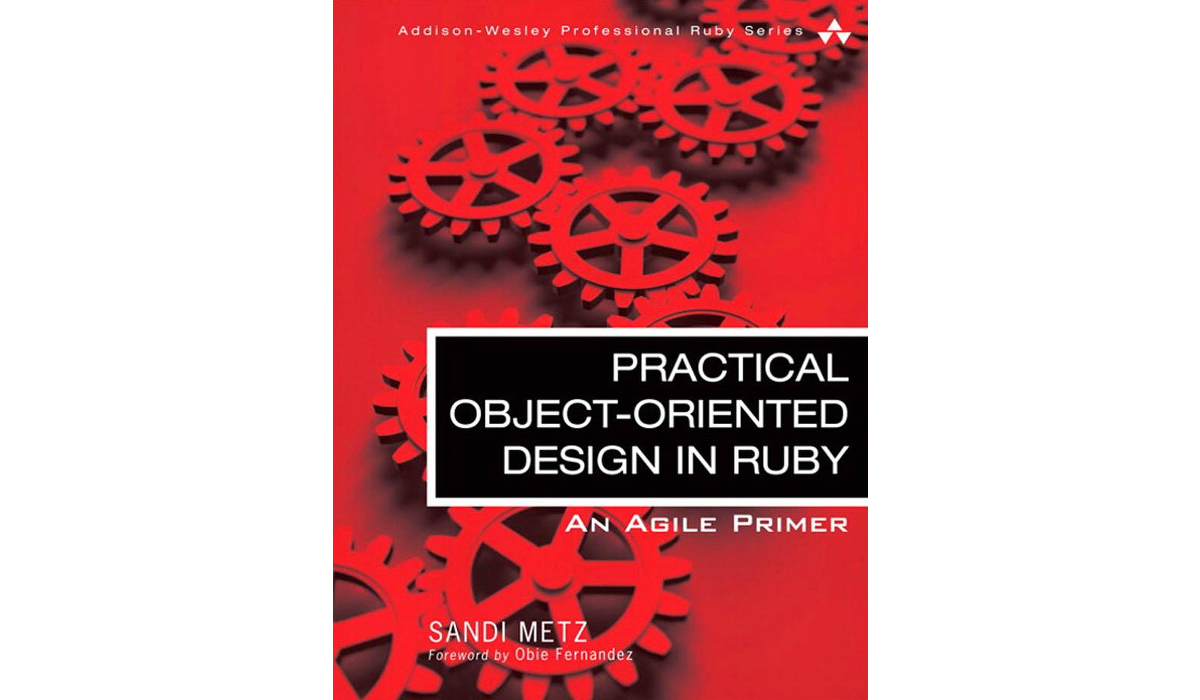 Addison-Wesley Professional Ruby Series
PRACTICAL
OBJECT-ORIENTED
DESIGN IN RUBY
AN AGILE PRIMER
SANDI METZ
Foreword by Obie Fernandez